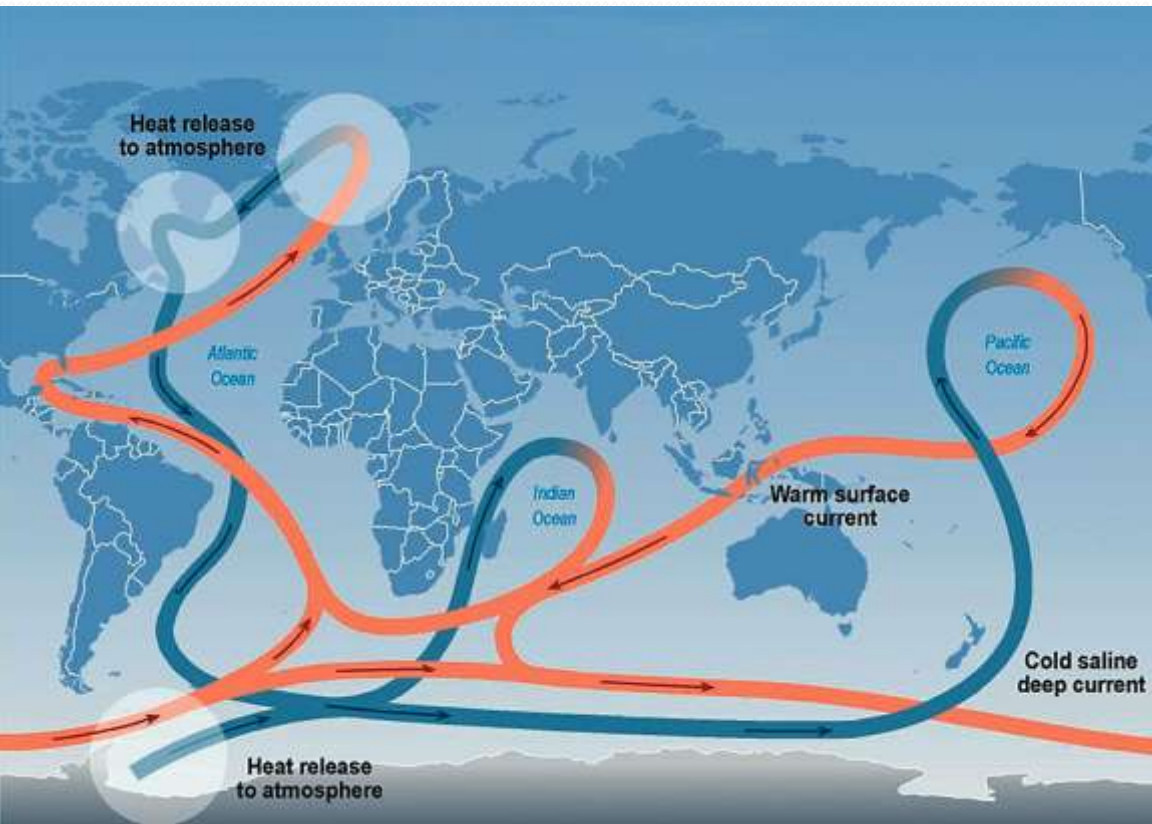 Heat release
to atmosphere
Atlantic
Ocean
Pacific
Ocean
Indian
Ocean
Warm surface
current
Cold saline
deep current
Heat release
to atmosphere